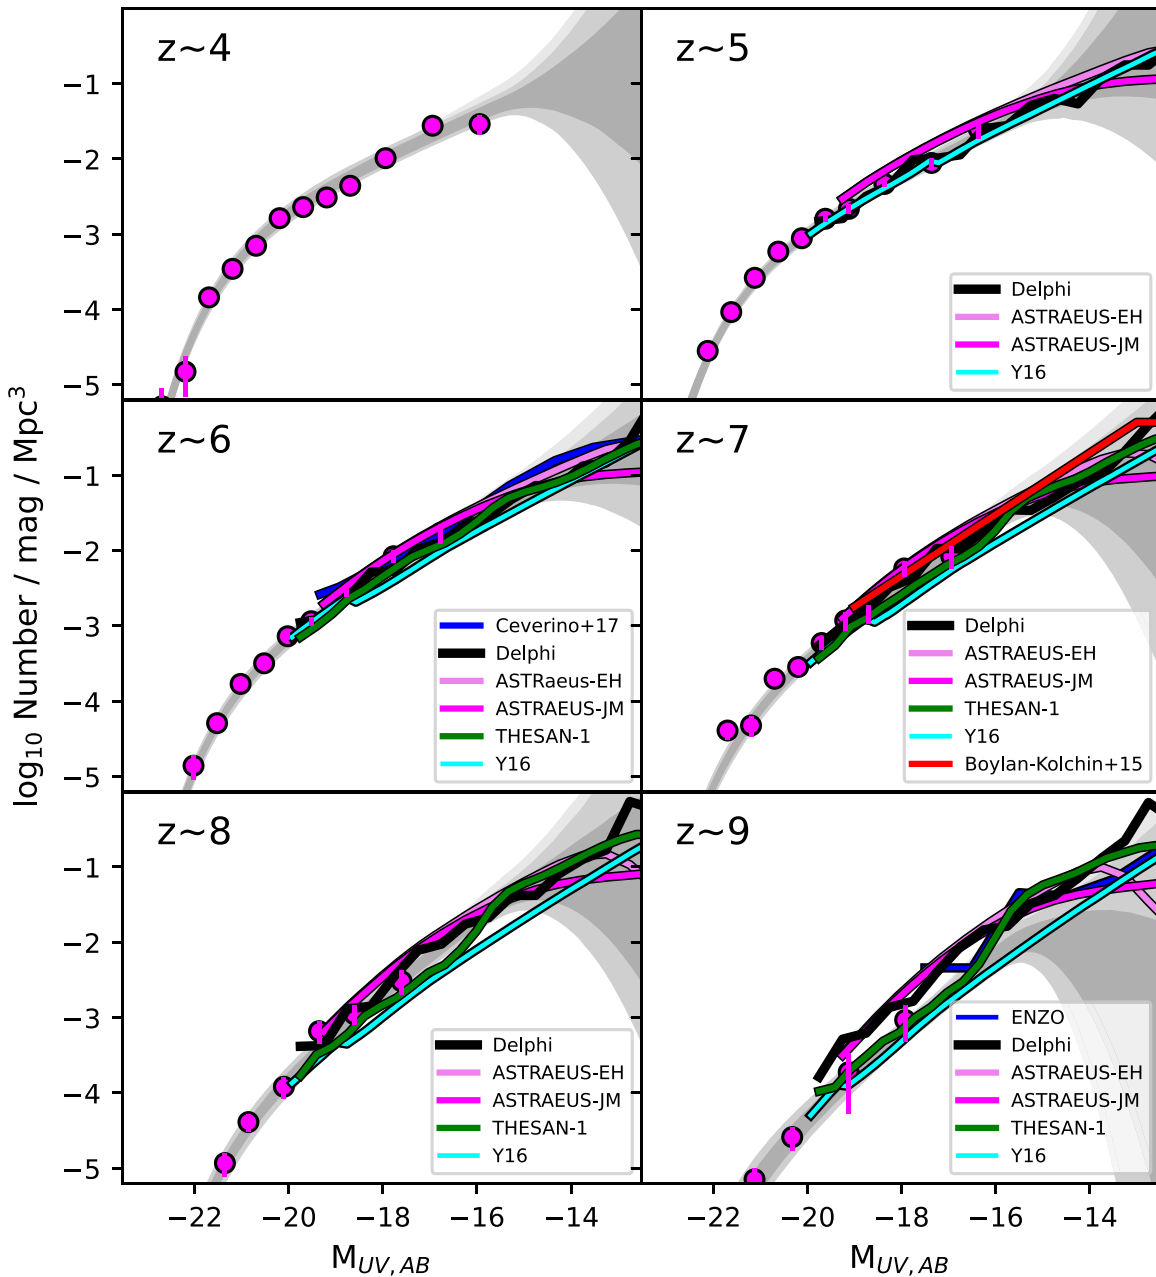 z~4
−1
−2
−3
−4
−5
z~5
Delphi
ASTRAEUS-EH
ASTRAEUS-JM
Y16
log10 Number / mag / Mpc³
z~6
−1
−2
−3
−4
−5
Ceverino+17
Delphi
ASTRaeus-EH
ASTRAEUS-JM
THESAN-1
Y16
z~7
Delphi
ASTRAEUS-EH
ASTRAEUS-JM
THESAN-1
Y16
Boylan-Kolchin+15
z~8
−1
−2
−3
−4
−5
Delphi
ASTRAEUS-EH
ASTRAEUS-JM
THESAN-1
Y16
−22 −20 −18 −16 −14
M_UV,AB
z~9
ENZO
Delphi
ASTRAEUS-EH
ASTRAEUS-JM
THESAN-1
Y16
−22 −20 −18 −16 −14
M_UV,AB